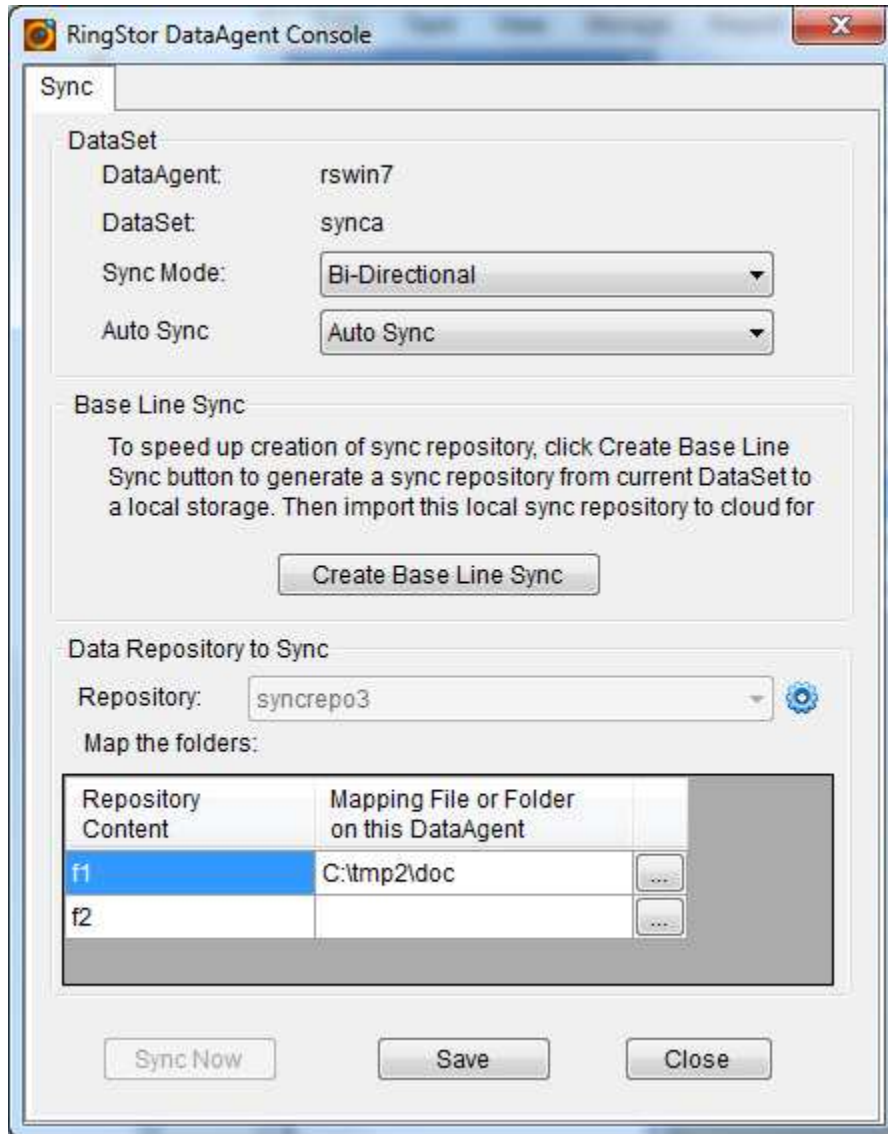 RingStor DataAgent Console
Sync
DataSet
DataAgent: rswin7
DataSet: synca
Sync Mode: Bi-Directional
Auto Sync Auto Sync
Base Line Sync
To speed up creation of sync repository, click Create Base Line
Sync button to generate a sync repository from current DataSet to
a local storage. Then import this local sync repository to cloud for
Create Base Line Sync
Data Repository to Sync
Repository: syncrepo3
Map the folders:
Repository Mapping File or Folder
Content on this DataAgent
f1 C:\tmp2\doc ...
f2 ...
Sync Now Save Close